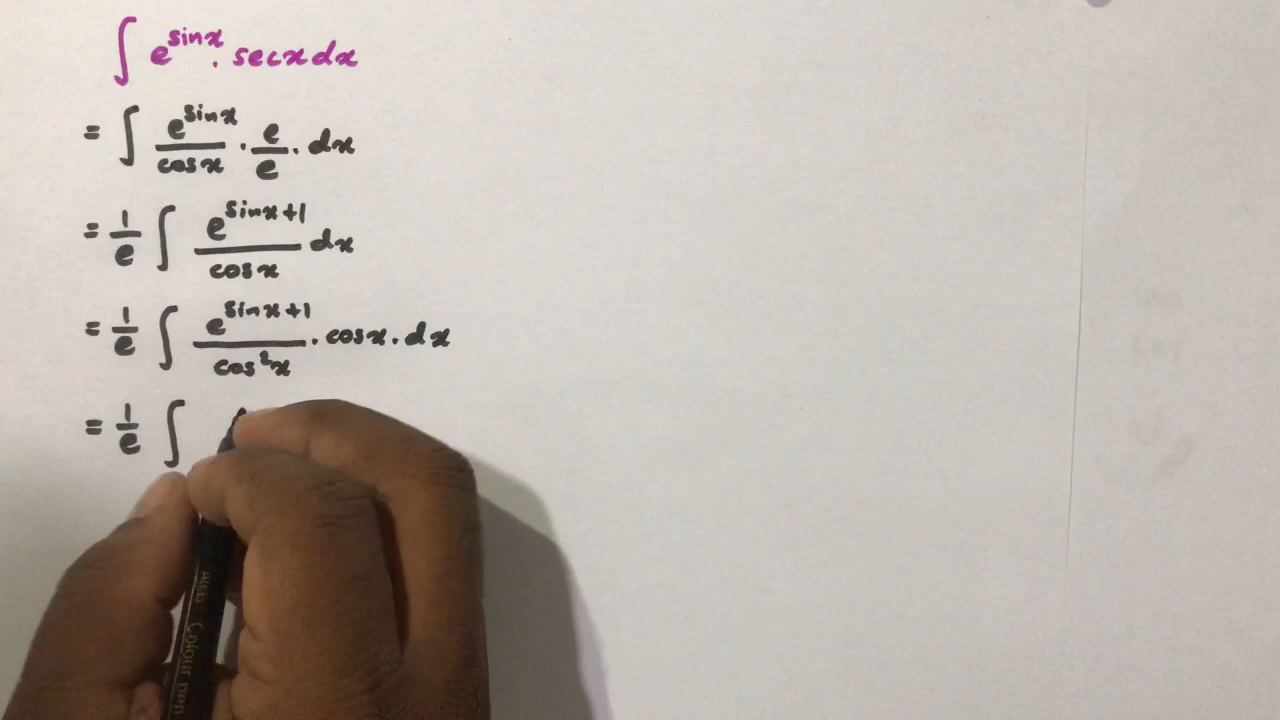 ∫ e^sinx · secx dx
= ∫ e^sinx/cosx · e/e · dx
= 1/e ∫ e^sinx+1/cosx dx
= 1/e ∫ e^sinx+1/cos²x · cosx · dx
= 1/e ∫
Colour pen